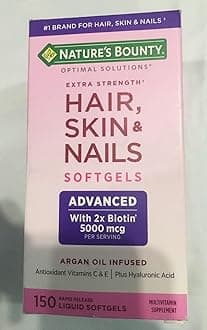 #1 BRAND FOR HAIR, SKIN & NAILS*
NATURE'S BOUNTY®
OPTIMAL SOLUTIONS®
EXTRA STRENGTH†
HAIR,
SKIN &
NAILS
SOFTGELS
ADVANCED
With 2x Biotin†
5000 mcg
PER SERVING
ARGAN OIL INFUSED
Antioxidant Vitamins C & E | Plus Hyaluronic Acid
150 RAPID RELEASE
LIQUID SOFTGELS
MULTIVITAMIN
SUPPLEMENT